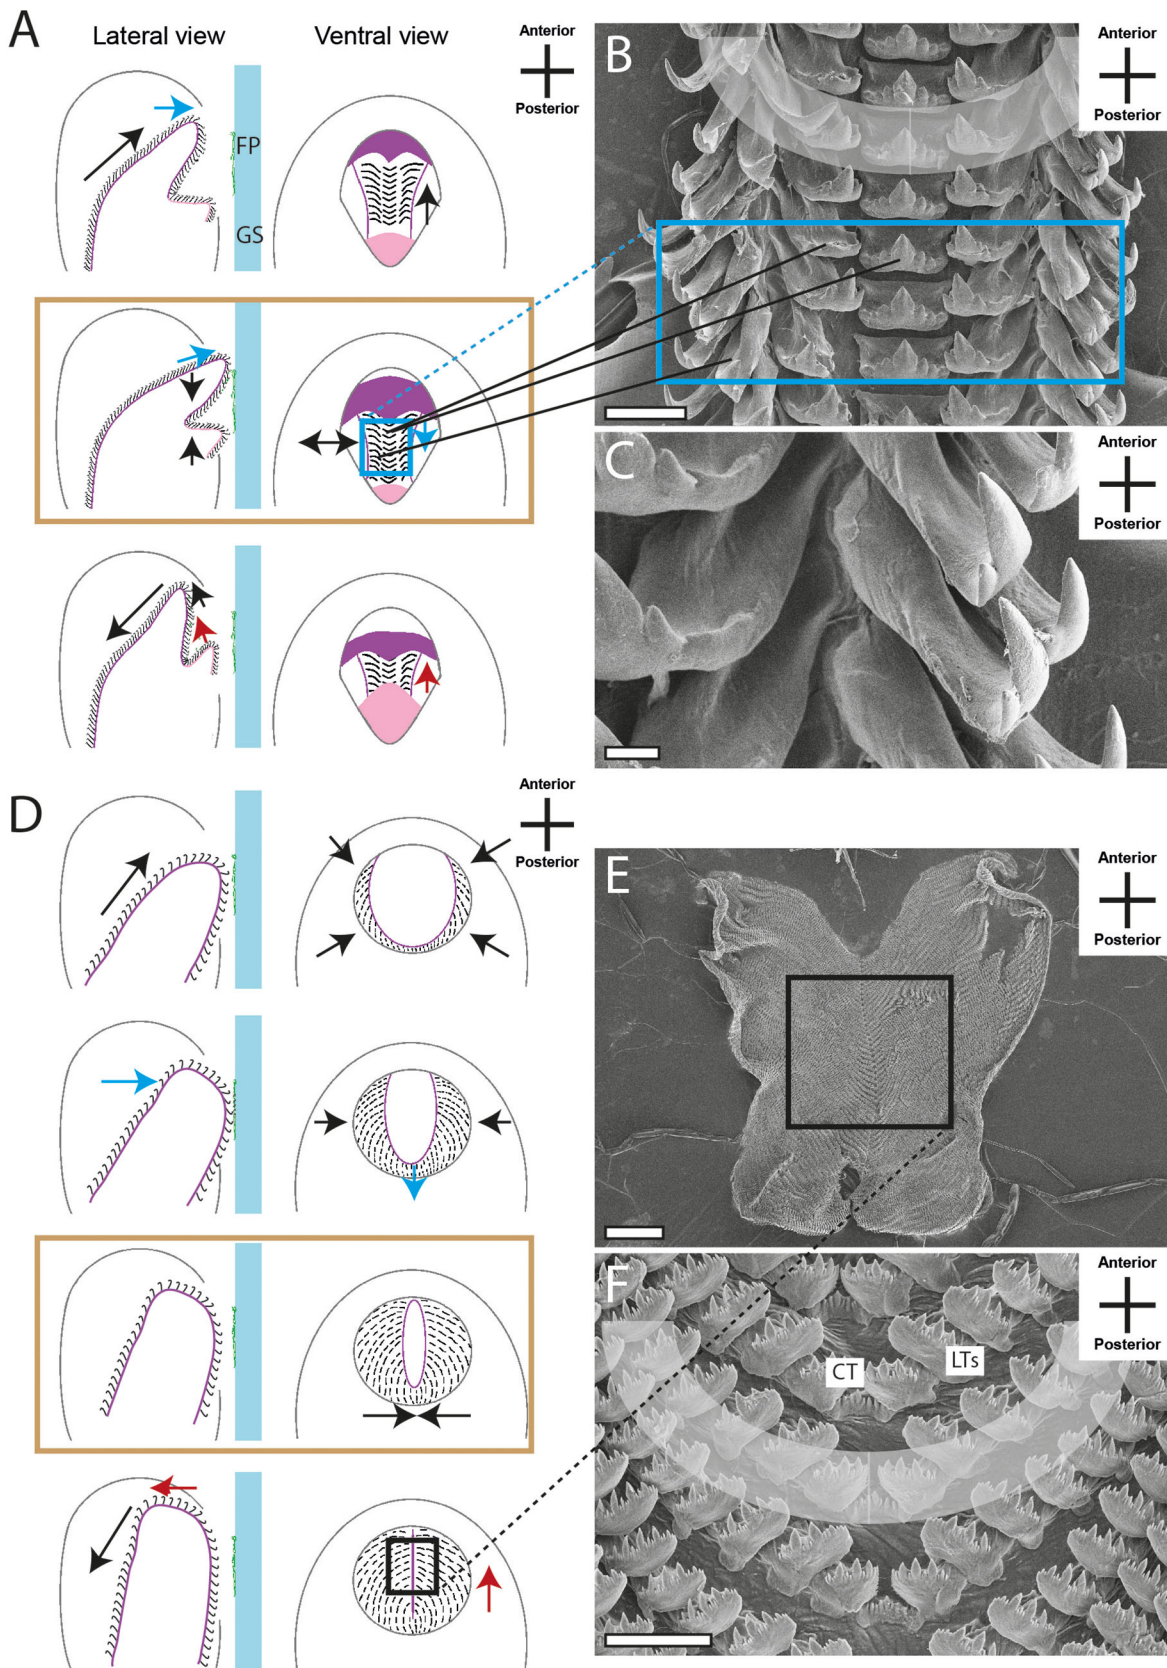 A
Lateral view
Ventral view
Anterior
Posterior
FP
GS
B
Anterior
Posterior
C
Anterior
Posterior
D
Anterior
Posterior
E
Anterior
Posterior
F
Anterior
Posterior
CT
LTs